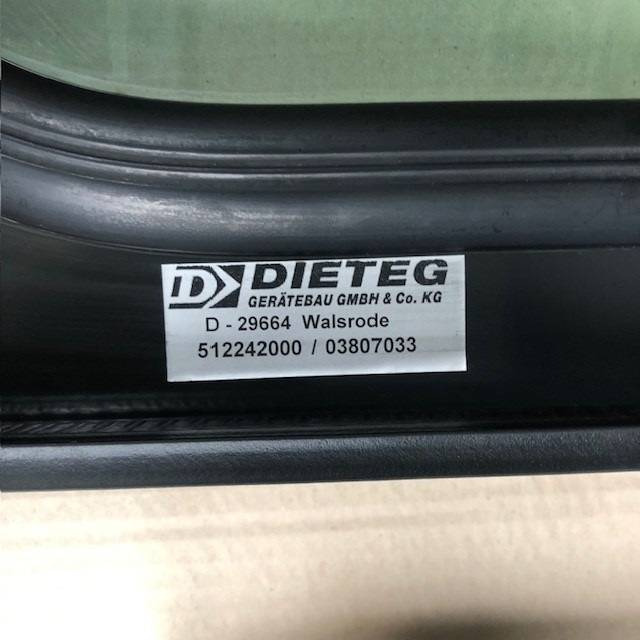 D DIETEG
GERÄTEBAU GMBH & Co. KG
D - 29664 Walsrode
512242000 / 03807033